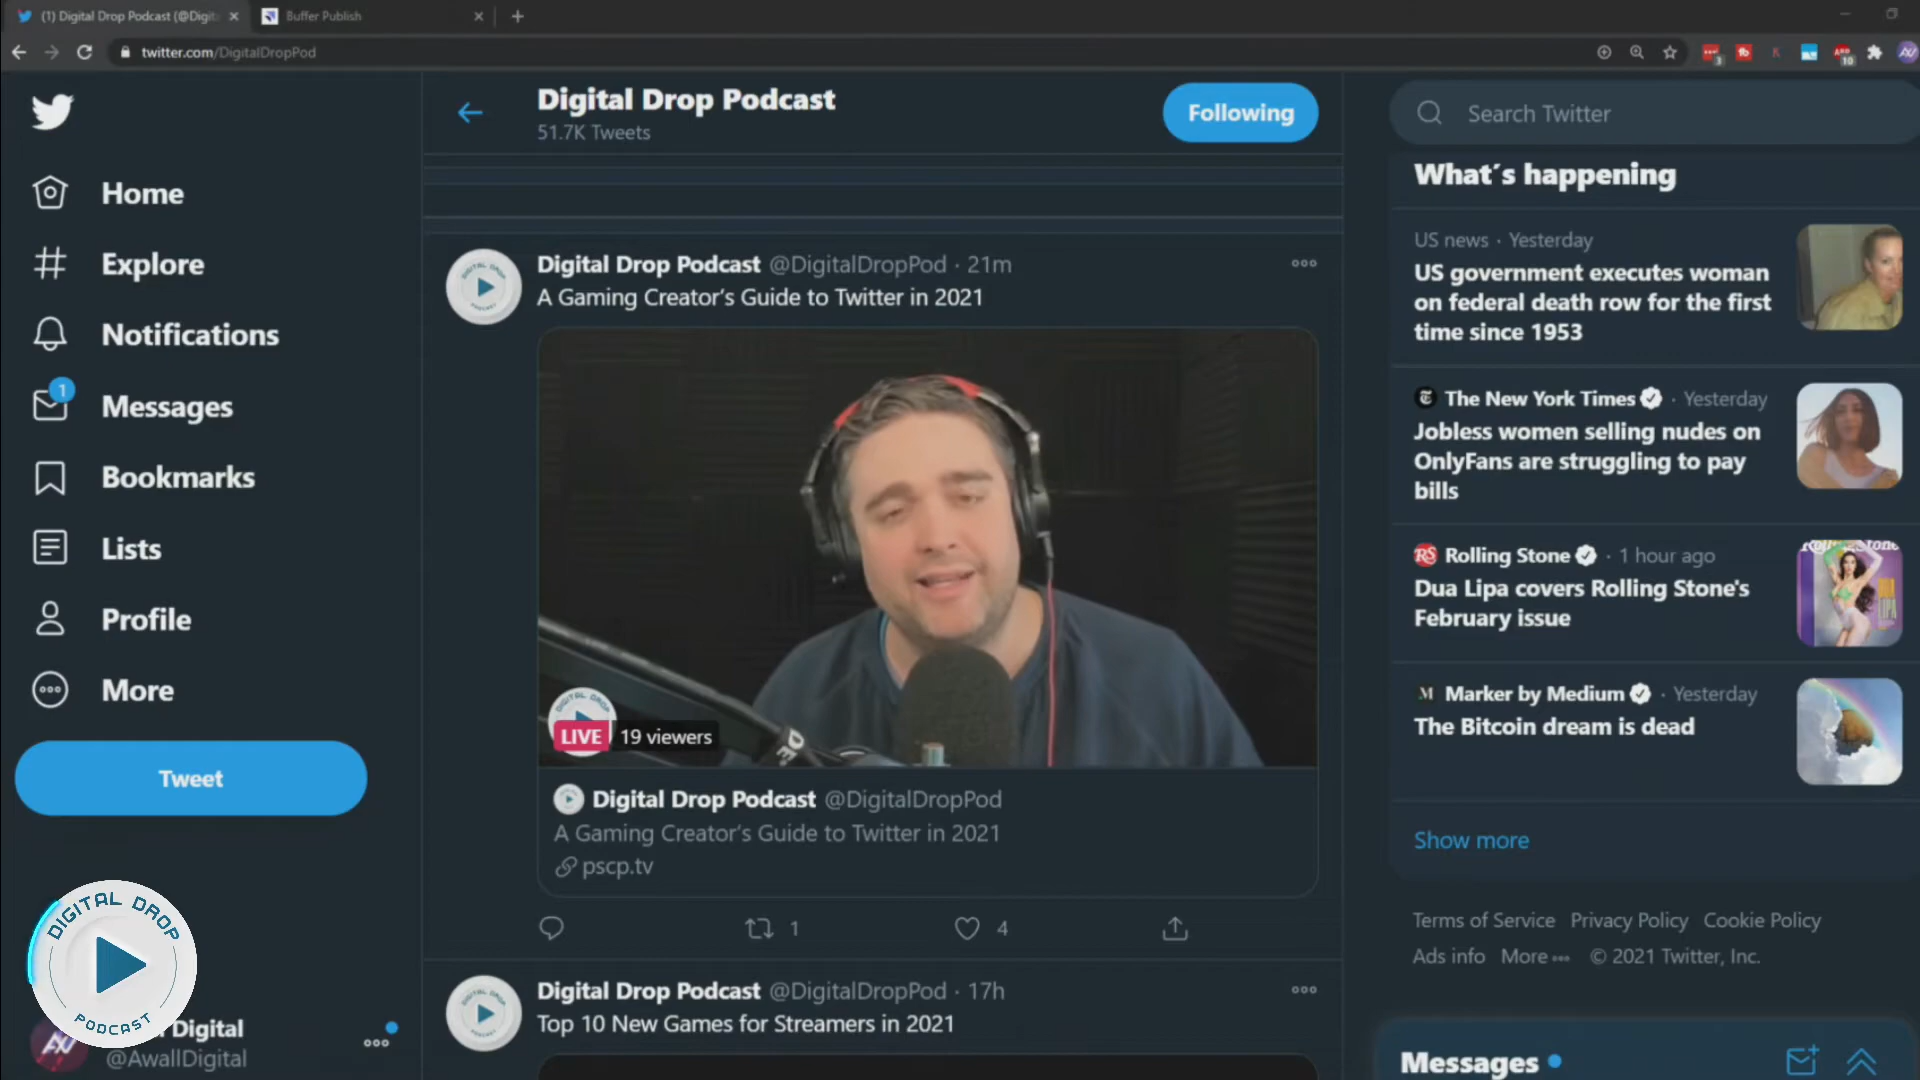 (1) Digital Drop Podcast (@Digit
Buffer Publish
twitter.com/DigitalDropPod
Home
Explore
Notifications
1
Messages
Bookmarks
Lists
Profile
More
Tweet
DIGITAL DROP
PODCAST
Digital
@AwallDigital
Digital Drop Podcast
51.7K Tweets
Following
Digital Drop Podcast @DigitalDropPod · 21m
A Gaming Creator's Guide to Twitter in 2021
LIVE 19 viewers
Digital Drop Podcast @DigitalDropPod
A Gaming Creator's Guide to Twitter in 2021
pscp.tv
1
4
Digital Drop Podcast @DigitalDropPod · 17h
Top 10 New Games for Streamers in 2021
Search Twitter
What´s happening
US news · Yesterday
US government executes woman
on federal death row for the first
time since 1953
The New York Times · Yesterday
Jobless women selling nudes on
OnlyFans are struggling to pay
bills
Rolling Stone · 1 hour ago
Dua Lipa covers Rolling Stone's
February issue
Marker by Medium · Yesterday
The Bitcoin dream is dead
Show more
Terms of Service Privacy Policy Cookie Policy
Ads info More ••• © 2021 Twitter, Inc.
Messages